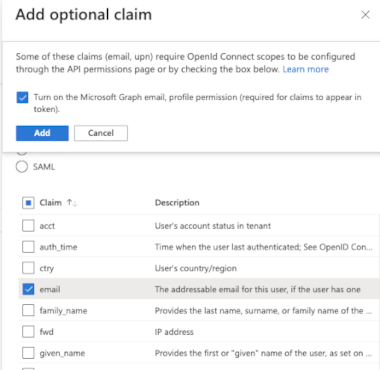 Add optional claim
Some of these claims (email, upn) require OpenId Connect scopes to be configured
through the API permissions page or by checking the box below. Learn more
Turn on the Microsoft Graph email, profile permission (required for claims to appear in
token).
Add Cancel
SAML
Claim ↑↓ Description
acct User's account status in tenant
auth_time Time when the user last authenticated; See OpenID Con...
ctry User's country/region
email The addressable email for this user, if the user has one
family_name Provides the last name, surname, or family name of the ...
fwd IP address
given_name Provides the first or "given" name of the user, as set on ...